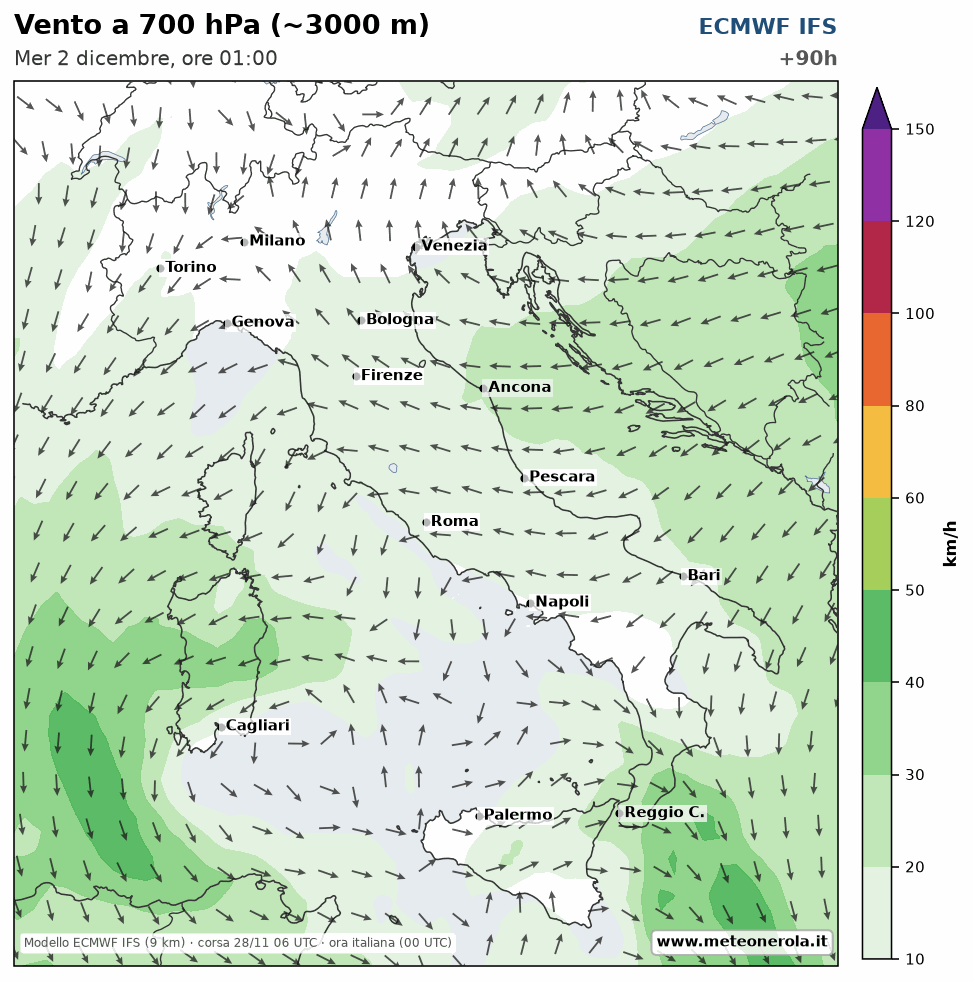 Vento a 700 hPa (~3000 m)
ECMWF IFS
Mer 2 dicembre, ore 01:00
+90h
Milano
Venezia
Torino
Genova
Bologna
Firenze
Ancona
Pescara
Roma
Bari
Napoli
Cagliari
Palermo
Reggio C.
Modello ECMWF IFS (9 km) · corsa 28/11 06 UTC · ora italiana (00 UTC)
www.meteonerola.it
150
120
100
80
60
50
40
30
20
10
km/h